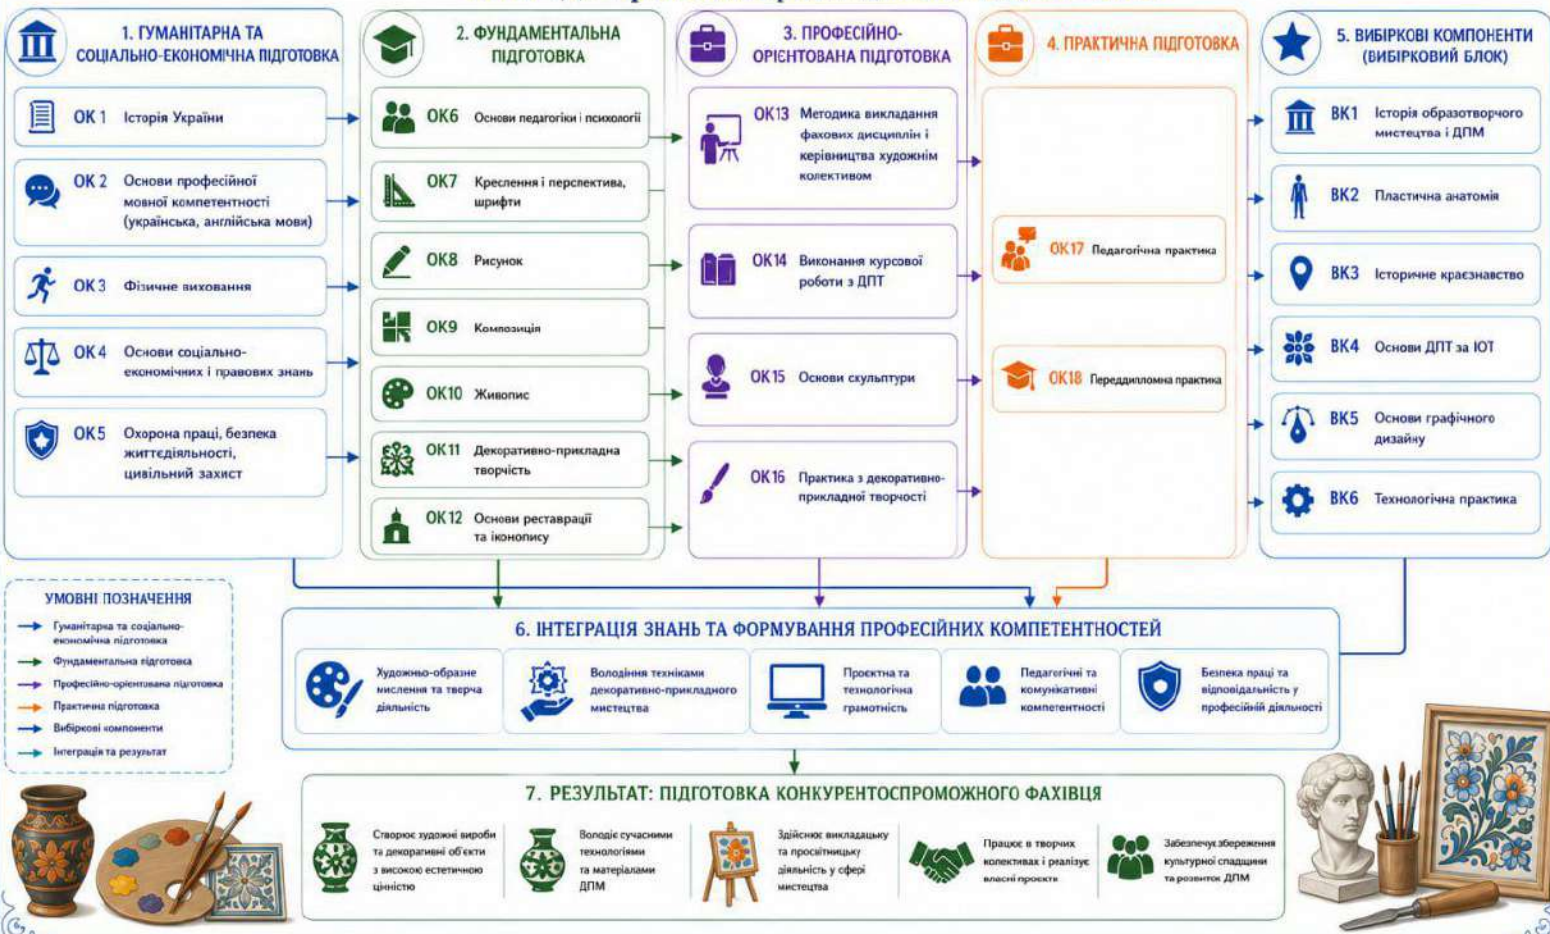 1. ГУМАНІТАРНА ТА
СОЦІАЛЬНО-ЕКОНОМІЧНА ПІДГОТОВКА
ОК 1 Історія України
ОК 2 Основи професійної
мовної компетентності
(українська, англійська мови)
ОК 3 Фізичне виховання
ОК 4 Основи соціально-
економічних і правових знань
ОК 5 Охорона праці, безпека
життєдіяльності,
цивільний захист
2. ФУНДАМЕНТАЛЬНА
ПІДГОТОВКА
ОК6 Основи педагогіки і психології
ОК7 Креслення і перспектива,
шрифти
ОК8 Рисунок
ОК9 Композиція
ОК10 Живопис
ОК11 Декоративно-прикладна
творчість
ОК12 Основи реставрації
та іконопису
3. ПРОФЕСІЙНО-
ОРІЄНТОВАНА ПІДГОТОВКА
ОК13 Методика викладання
фахових дисциплін і
керівництва художнім
колективом
ОК14 Виконання курсової
роботи з ДПТ
ОК15 Основи скульптури
ОК16 Практика з декоративно-
прикладної творчості
4. ПРАКТИЧНА ПІДГОТОВКА
ОК17 Педагогічна практика
ОК18 Переддипломна практика
5. ВИБІРКОВІ КОМПОНЕНТИ
(ВИБІРКОВИЙ БЛОК)
ВК1 Історія образотворчого
мистецтва і ДПМ
ВК2 Пластична анатомія
ВК3 Історичне краєзнавство
ВК4 Основи ДПТ за ІОТ
ВК5 Основи графічного
дизайну
ВК6 Технологічна практика
УМОВНІ ПОЗНАЧЕННЯ
Гуманітарна та соціально-
економічна підготовка
Фундаментальна підготовка
Професійно-орієнтована підготовка
Практична підготовка
Вибіркові компоненти
Інтеграція та результат
6. ІНТЕГРАЦІЯ ЗНАНЬ ТА ФОРМУВАННЯ ПРОФЕСІЙНИХ КОМПЕТЕНТНОСТЕЙ
Художньо-образне
мислення та творча
діяльність
Володіння техніками
декоративно-прикладного
мистецтва
Проєктна та
технологічна
грамотність
Педагогічні та
комунікативні
компетентності
Безпека праці та
відповідальність у
професійній діяльності
7. РЕЗУЛЬТАТ: ПІДГОТОВКА КОНКУРЕНТОСПРОМОЖНОГО ФАХІВЦЯ
Створює художні вироби
та декоративні об'єкти
з високою естетичною
цінністю
Володіє сучасними
технологіями
та матеріалами
ДПМ
Здійснює викладацьку
та просвітницьку
діяльність у сфері
мистецтва
Працює в творчих
колективах і реалізує
власні проєкти
Забезпечує збереження
культурної спадщини
та розвиток ДПМ